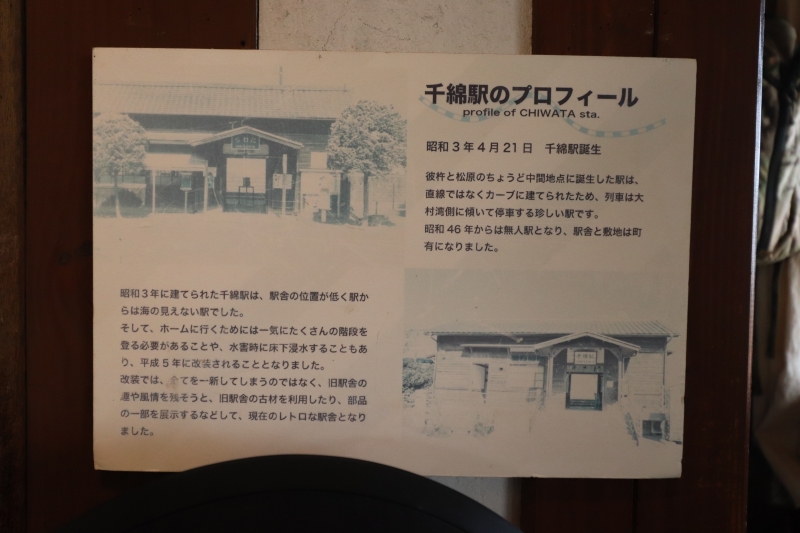 千綿駅のプロフィール
profile of CHIWATA sta.
昭和3年4月21日 千綿駅誕生
彼杵と松原のちょうど中間地点に誕生した駅は、
直線ではなくカーブに建てられたため、列車は大
村湾側に傾いて停車する珍しい駅です。
昭和46年からは無人駅となり、駅舎と敷地は町
有になりました。
昭和3年に建てられた千綿駅は、駅舎の位置が低く駅か
らは海の見えない駅でした。
そして、ホームに行くためには一気にたくさんの階段を
登る必要があることや、水害時に床下浸水することもあ
り、平成5年に改装されることとなりました。
改装では、全てを一新してしまうのではなく、旧駅舎の
趣や風情を残そうと、旧駅舎の古材を利用したり、部品
の一部を展示するなどして、現在のレトロな駅舎となり
ました。